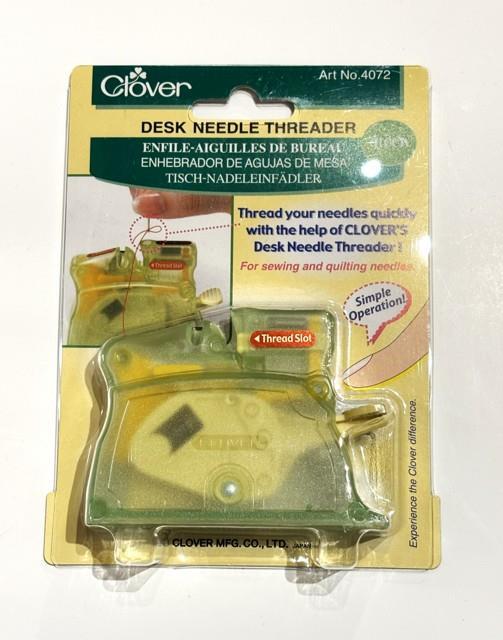 Clover
Art No.4072
DESK NEEDLE THREADER
ENFILE-AIGUILLES DE BUREAU
ENHEBRADOR DE AGUJAS DE MESA
TISCH-NADELEINFÄDLER
green
Thread your needles quickly
with the help of CLOVER'S
Desk Needle Threader!
For sewing and quilting needles.
Thread Slot
Simple
Operation!
Thread Slot
CLOVER
Experience the Clover difference.
CLOVER MFG. CO., LTD. JAPAN